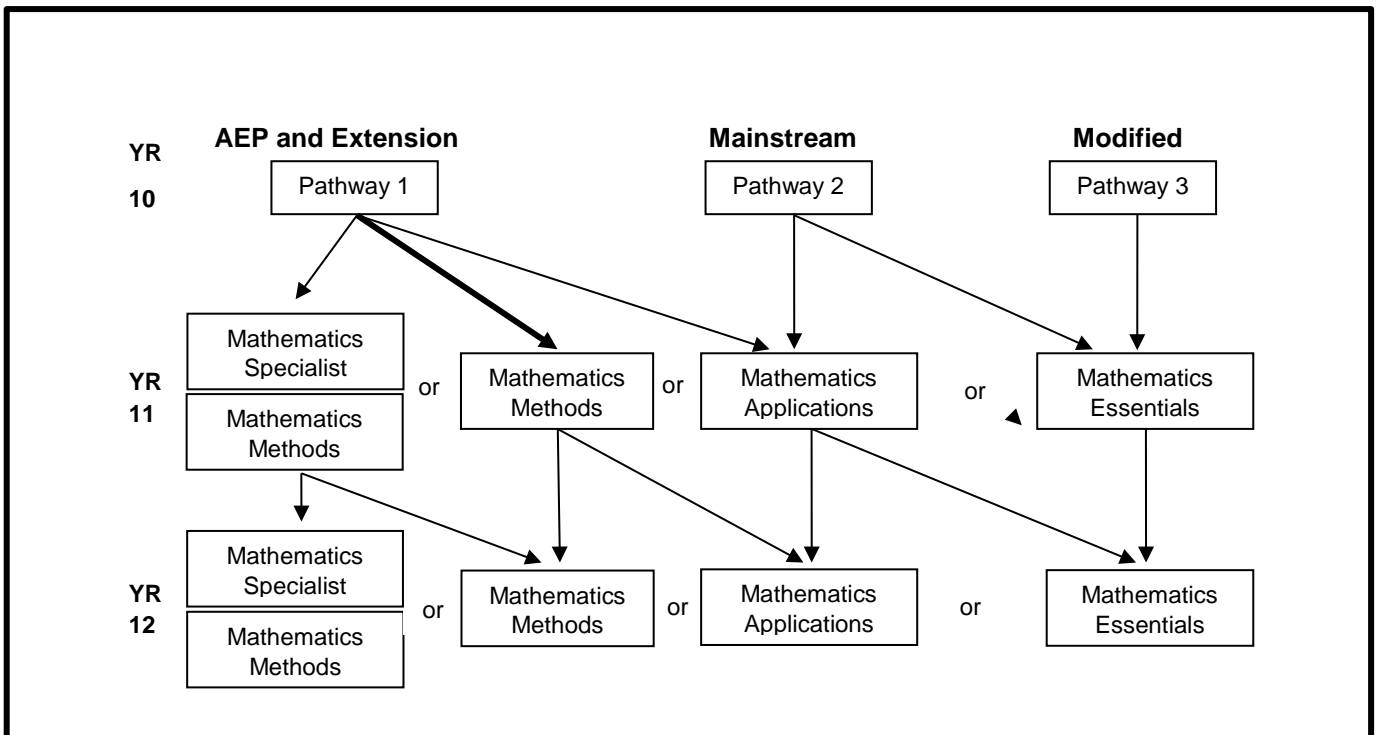 AEP and Extension
Mainstream
Modified
YR
10
Pathway 1
Pathway 2
Pathway 3
YR
11
Mathematics
Specialist
Mathematics
Methods
or
Mathematics
Methods
or
Mathematics
Applications
or
Mathematics
Essentials
YR
12
Mathematics
Specialist
Mathematics
Methods
or
Mathematics
Methods
or
Mathematics
Applications
or
Mathematics
Essentials